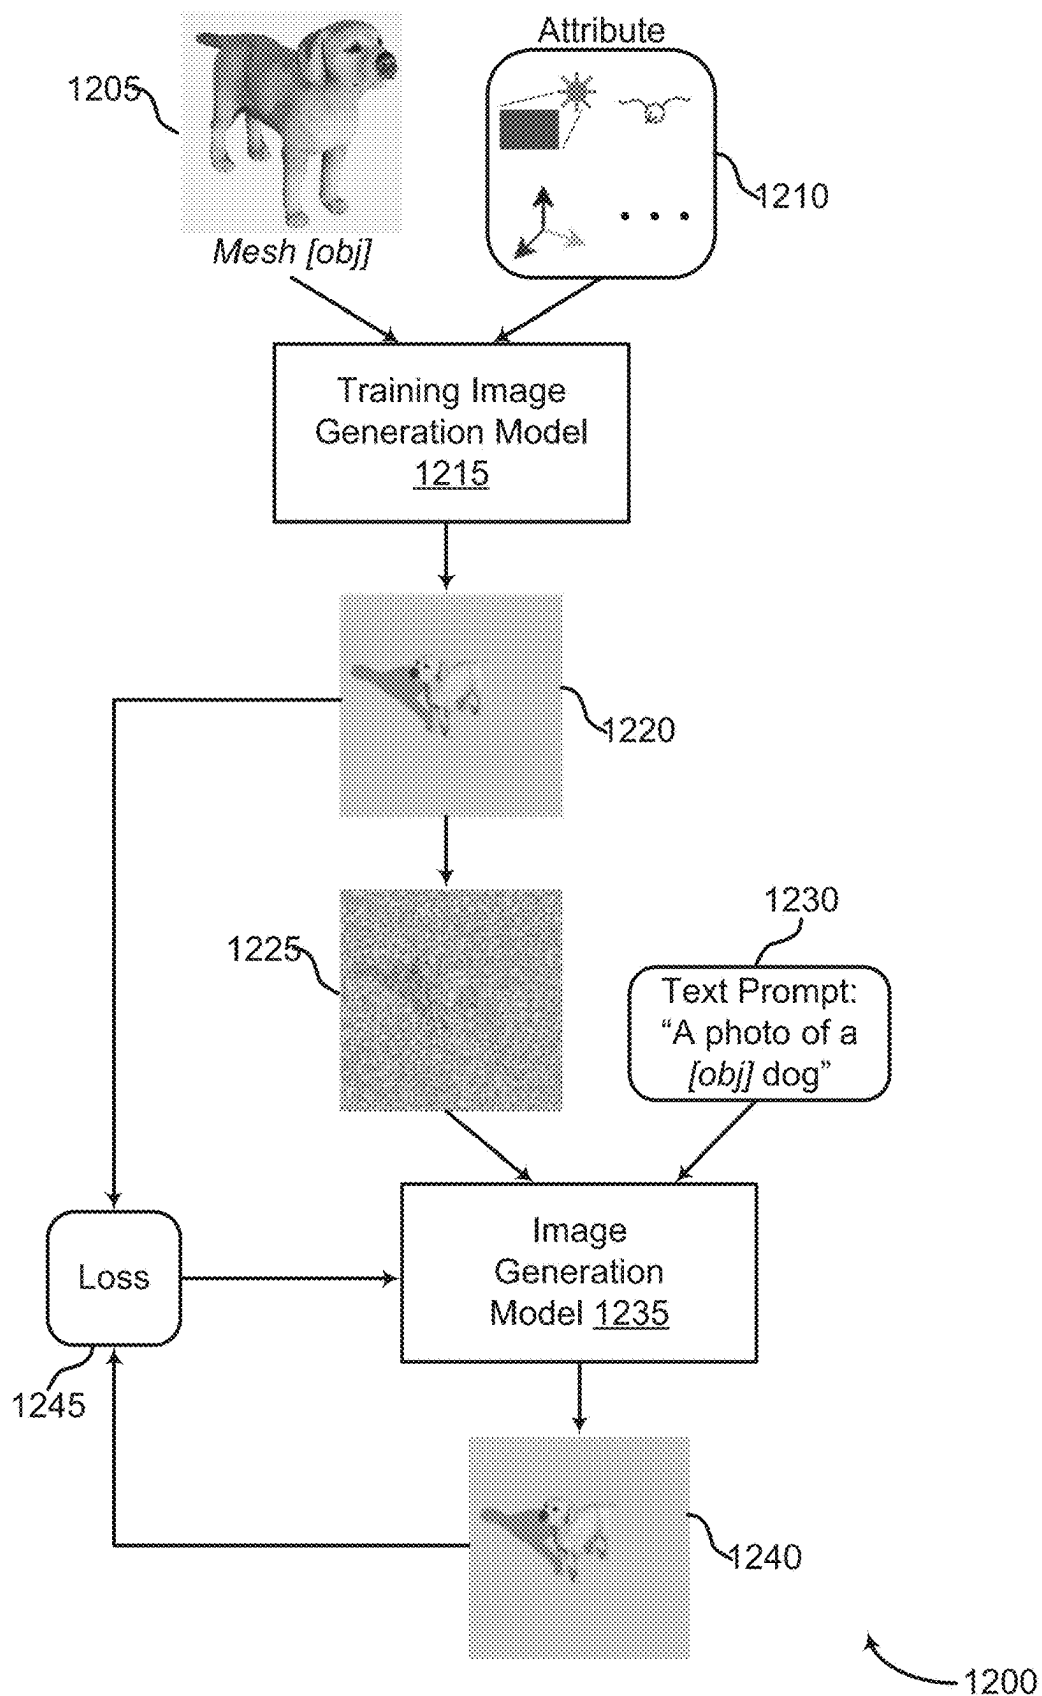 Attribute
1205
1210
Mesh [obj]
Training Image
Generation Model
1215
1220
1230
1225
Text Prompt:
“A photo of a
[obj] dog”
Image
Generation
Model 1235
Loss
1245
1240
1200